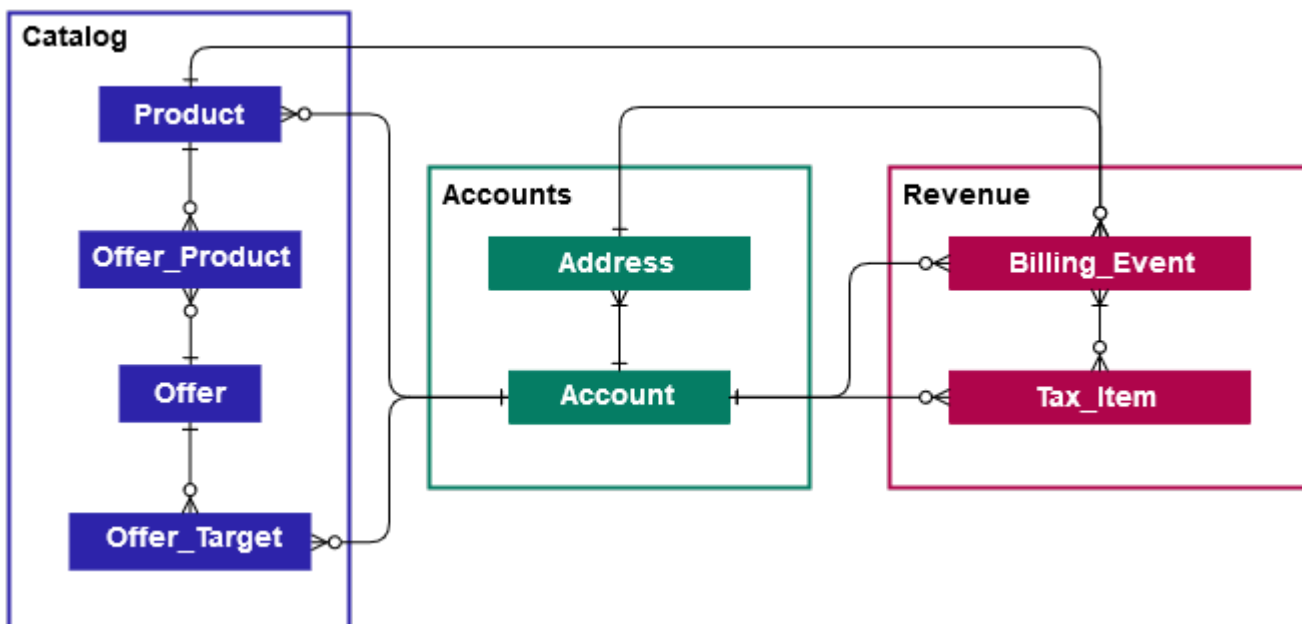 Catalog
Product
Offer_Product
Offer
Offer_Target
Accounts
Address
Account
Revenue
Billing_Event
Tax_Item